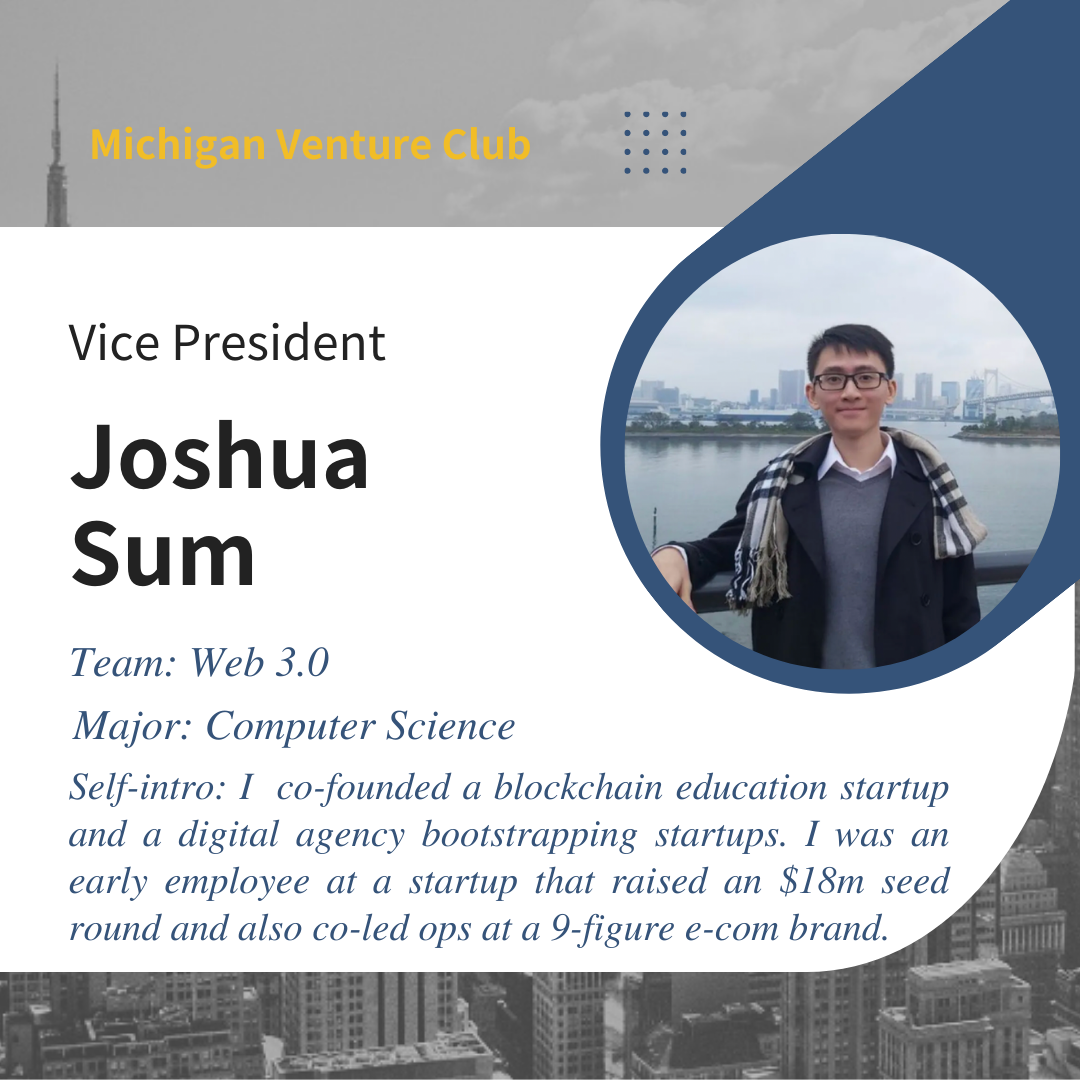 Michigan Venture Club
Vice President
Joshua
Sum
Team: Web 3.0
Major: Computer Science
Self-intro: I co-founded a blockchain education startup
and a digital agency bootstrapping startups. I was an
early employee at a startup that raised an $18m seed
round and also co-led ops at a 9-figure e-com brand.